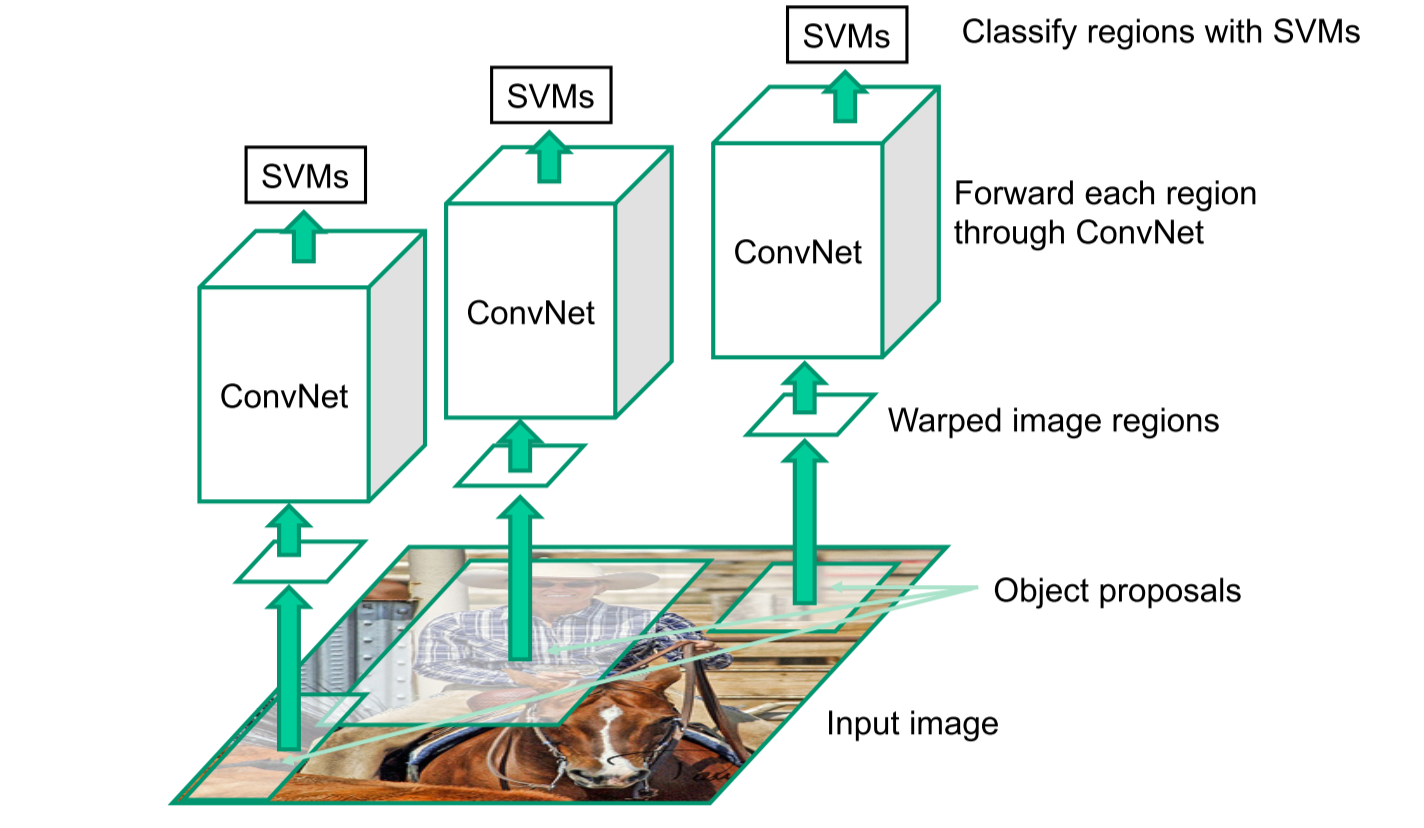 SVMs
Classify regions with SVMs
SVMs
SVMs
Forward each region
through ConvNet
ConvNet
ConvNet
ConvNet
Warped image regions
Object proposals
Input image